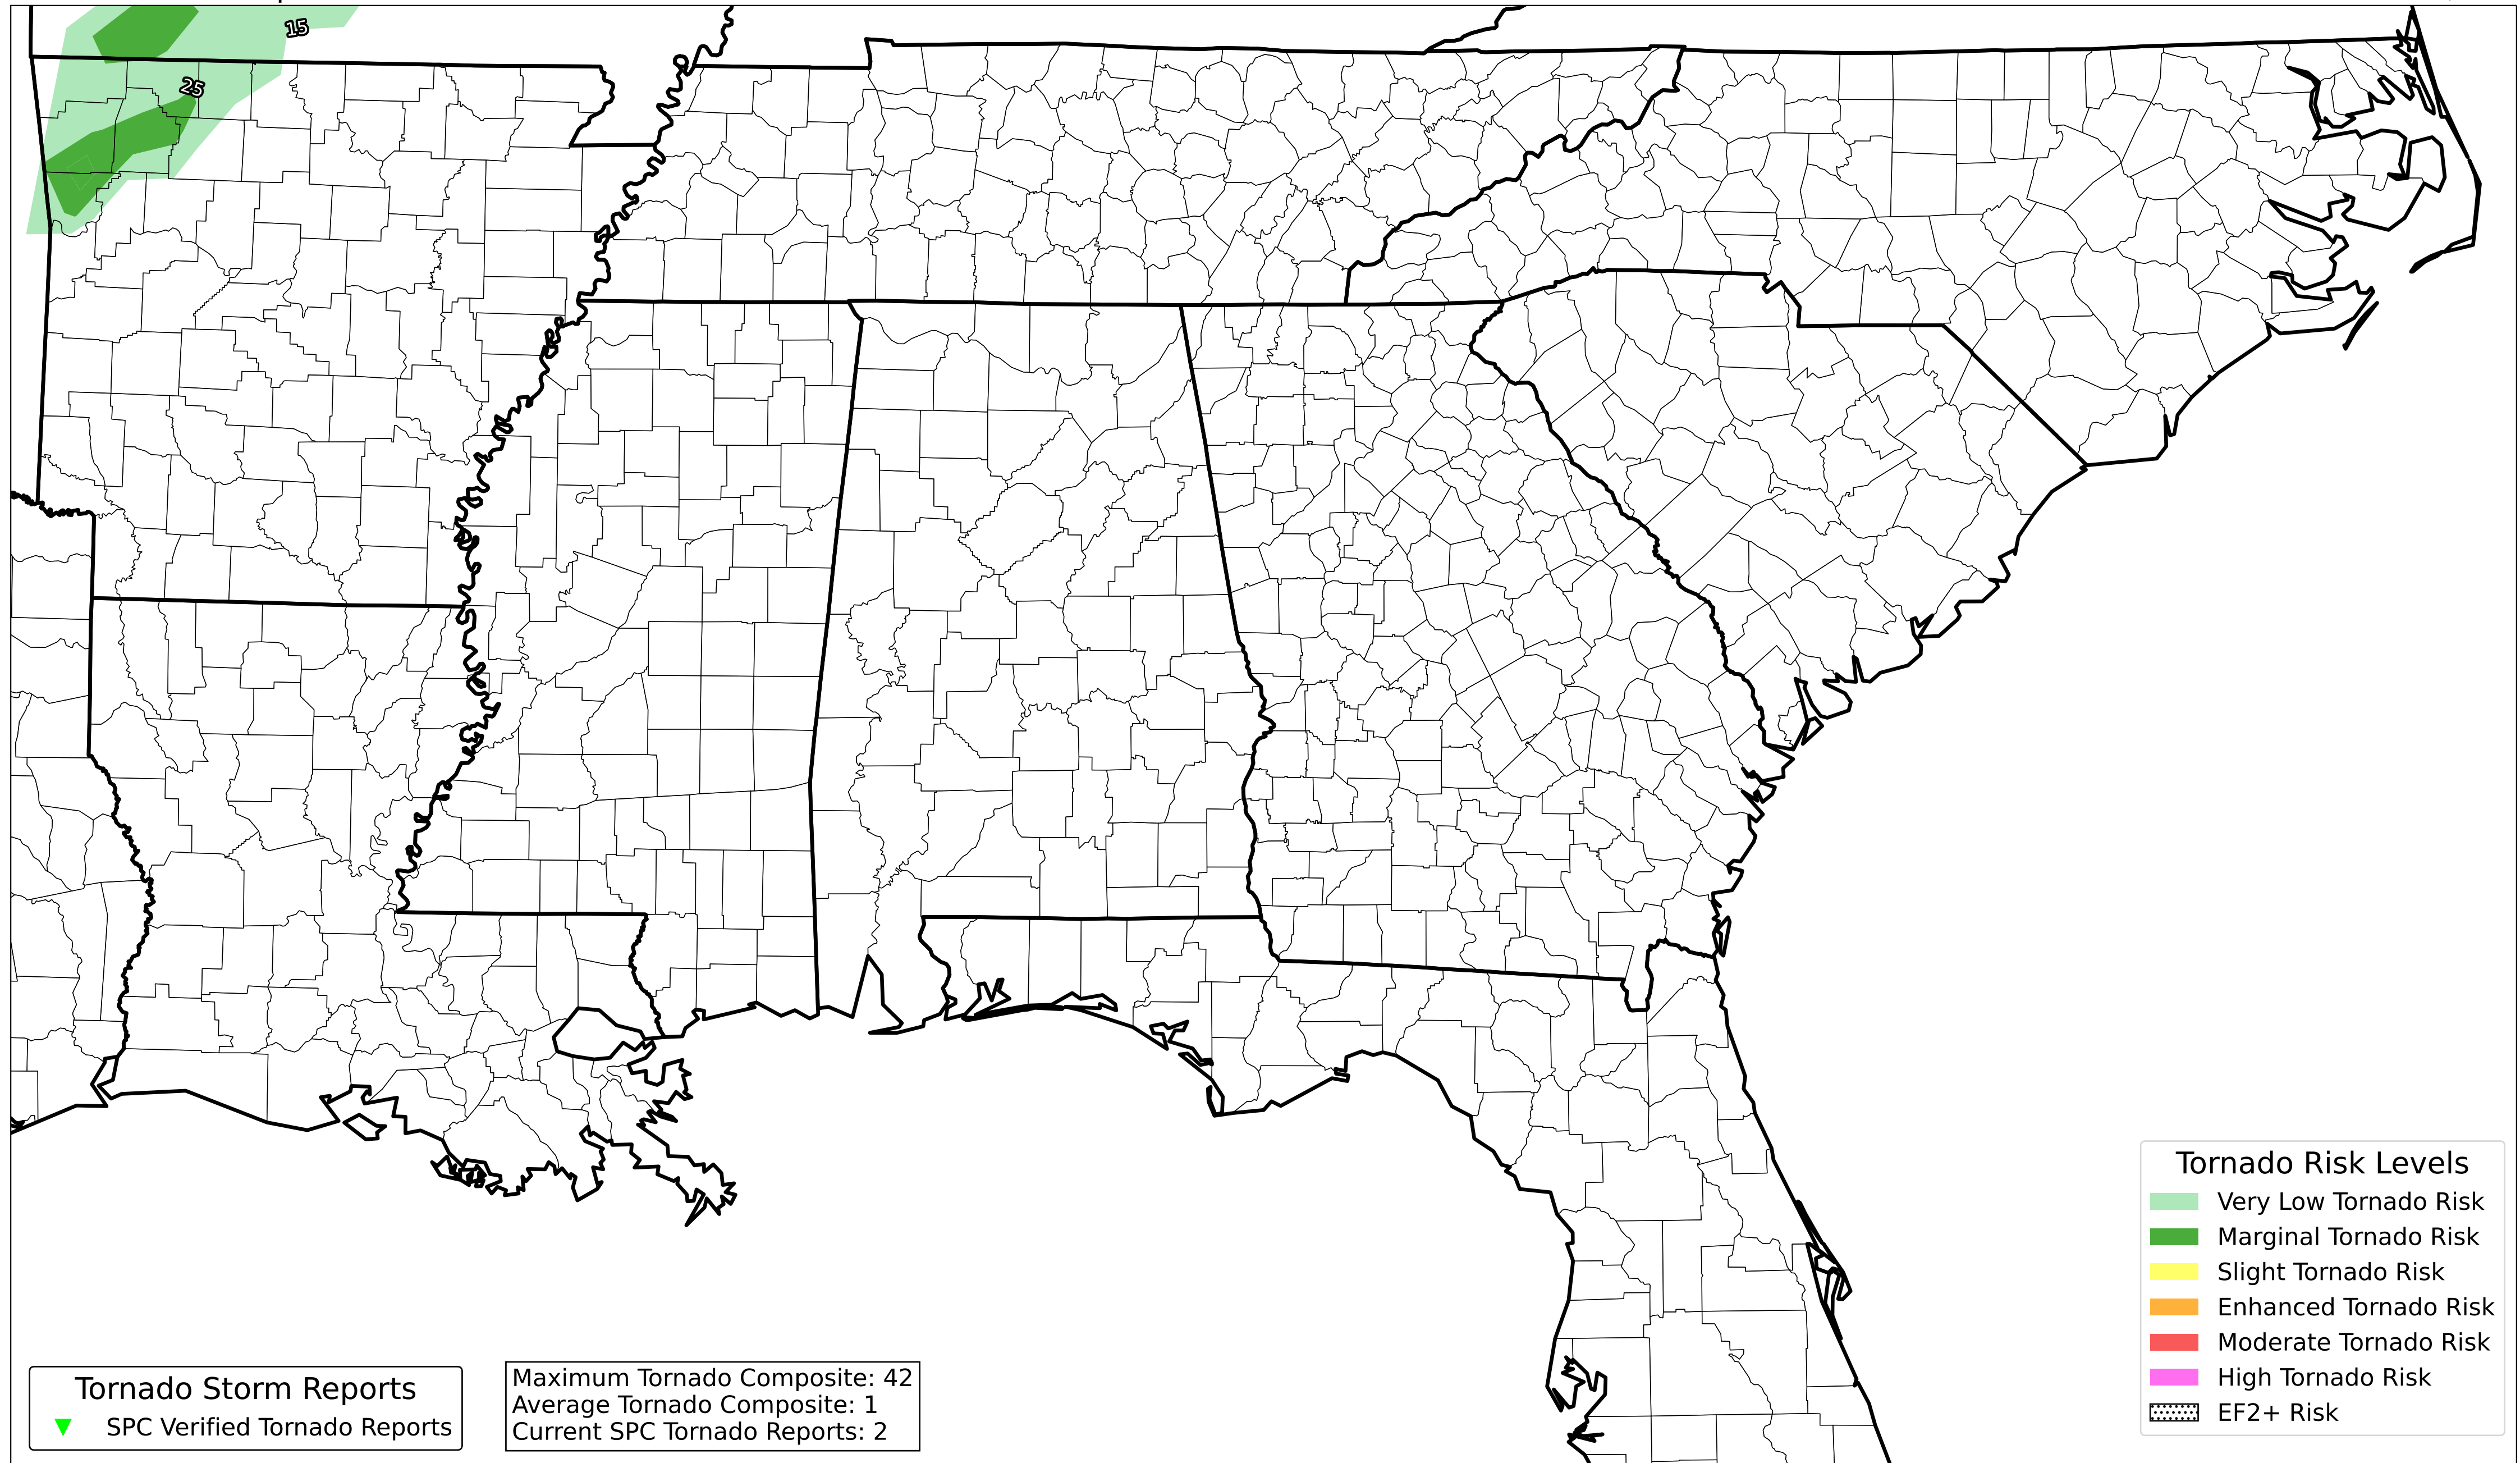 15
25
Tornado Risk Levels
Very Low Tornado Risk
Marginal Tornado Risk
Slight Tornado Risk
Enhanced Tornado Risk
Moderate Tornado Risk
High Tornado Risk
EF2+ Risk
Tornado Storm Reports
SPC Verified Tornado Reports
Maximum Tornado Composite: 42
Average Tornado Composite: 1
Current SPC Tornado Reports: 2